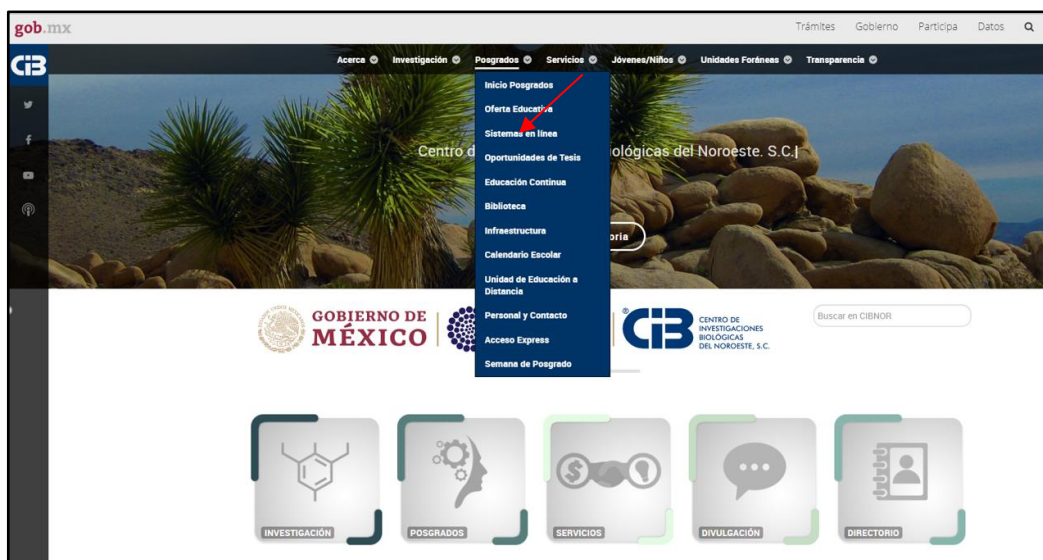 gob.mx
Trámites Gobierno Participa Datos
CiB
Acerca Investigación Posgrados Servicios Jóvenes/Niños Unidades Foráneas Transparencia
Inicio Posgrados
Oferta Educativa
Sistemas en línea
Centro d
ológicas del Noroeste. S.C.|
Oportunidades de Tesis
Educación Continua
Biblioteca
Infraestructura
oria
Calendario Escolar
Unidad de Educación a
Distancia
Personal y Contacto
Acceso Express
Semana de Posgrado
GOBIERNO DE
MÉXICO
CiB
CENTRO DE
INVESTIGACIONES
BIOLÓGICAS
DEL NOROESTE, S.C.
Buscar en CIBNOR
INVESTIGACIÓN
POSGRADOS
SERVICIOS
DIVULGACIÓN
DIRECTORIO